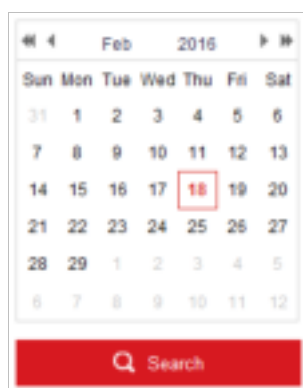 Feb 2016
Sun Mon Tue Wed Thu Fri Sat
31 1 2 3 4 5 6
7 8 9 10 11 12 13
14 15 16 17 18 19 20
21 22 23 24 25 26 27
28 29 1 2 3 4 5
6 7 8 9 10 11 12
Search